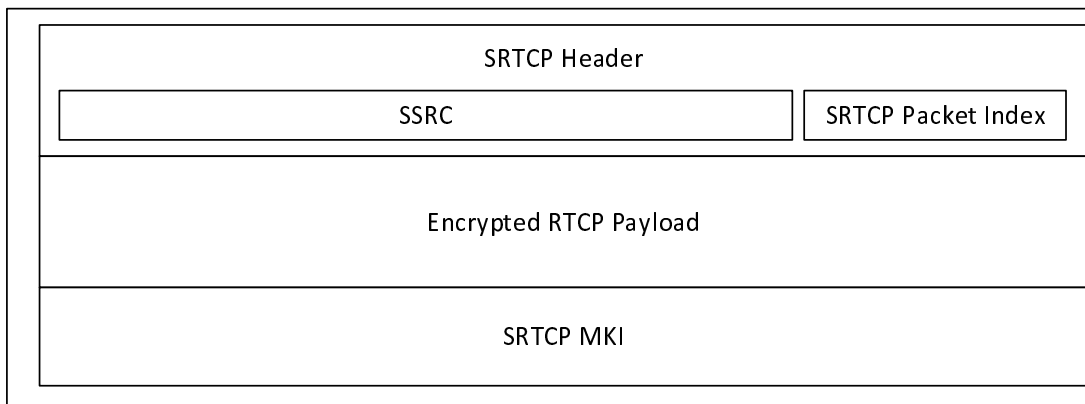 SRTCP Header
SSRC
SRTCP Packet Index
Encrypted RTCP Payload
SRTCP MKI